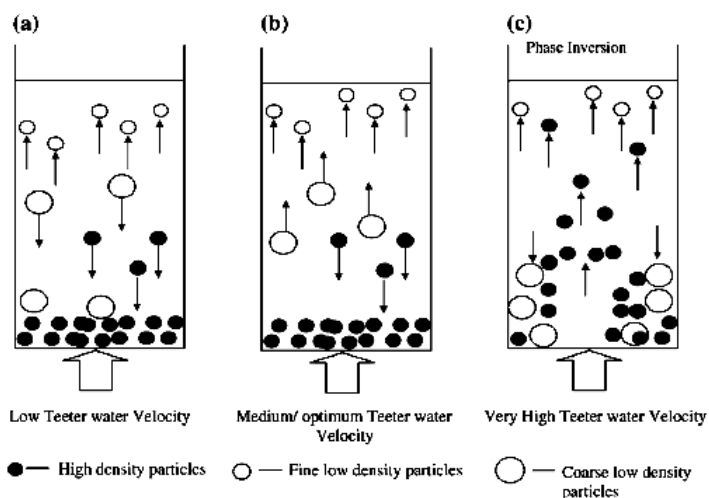 (a)
(b)
(c)
Phase Inversion
Low Teeter water Velocity
Medium/ optimum Teeter water
Velocity
Very High Teeter water Velocity
High density particles
Fine low density particles
Coarse low density
particles